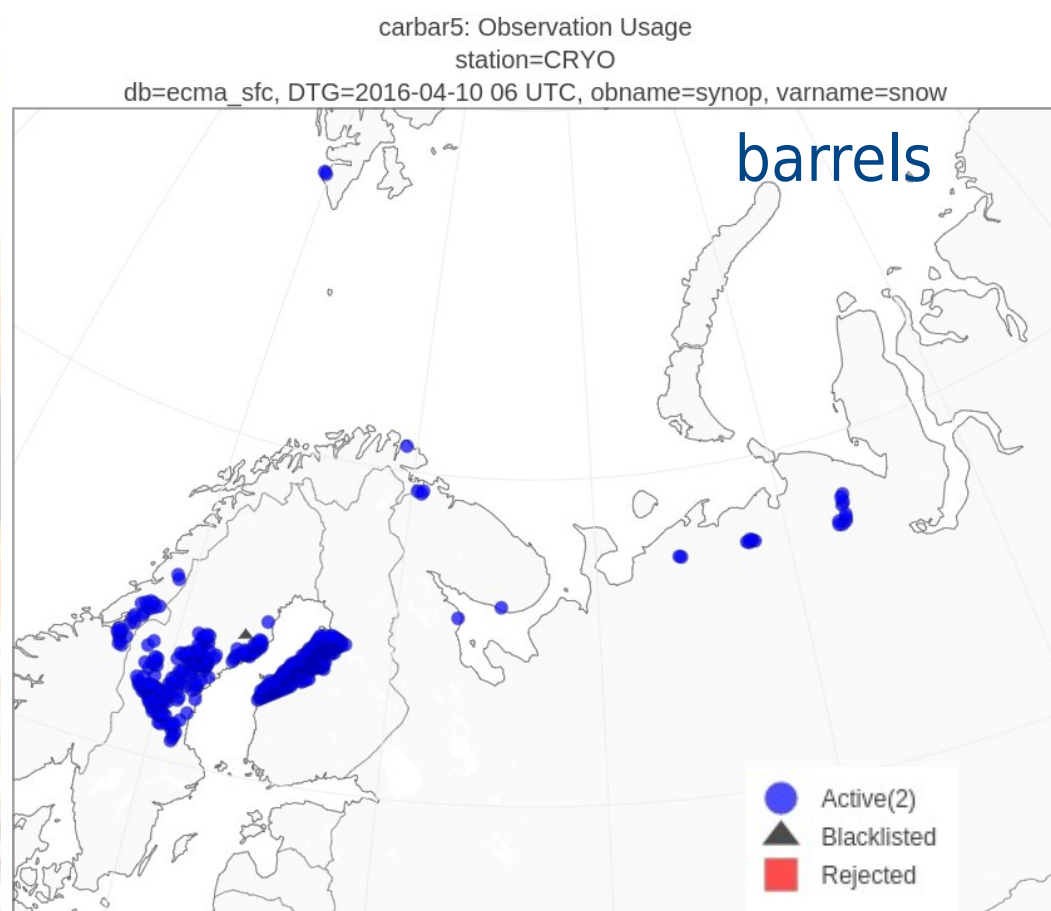 carbar5: Observation Usage
station=CRYO
db=ecma_sfc, DTG=2016-04-10 06 UTC, obname=synop, varname=snow
barrels
Active(2)
Blacklisted
Rejected